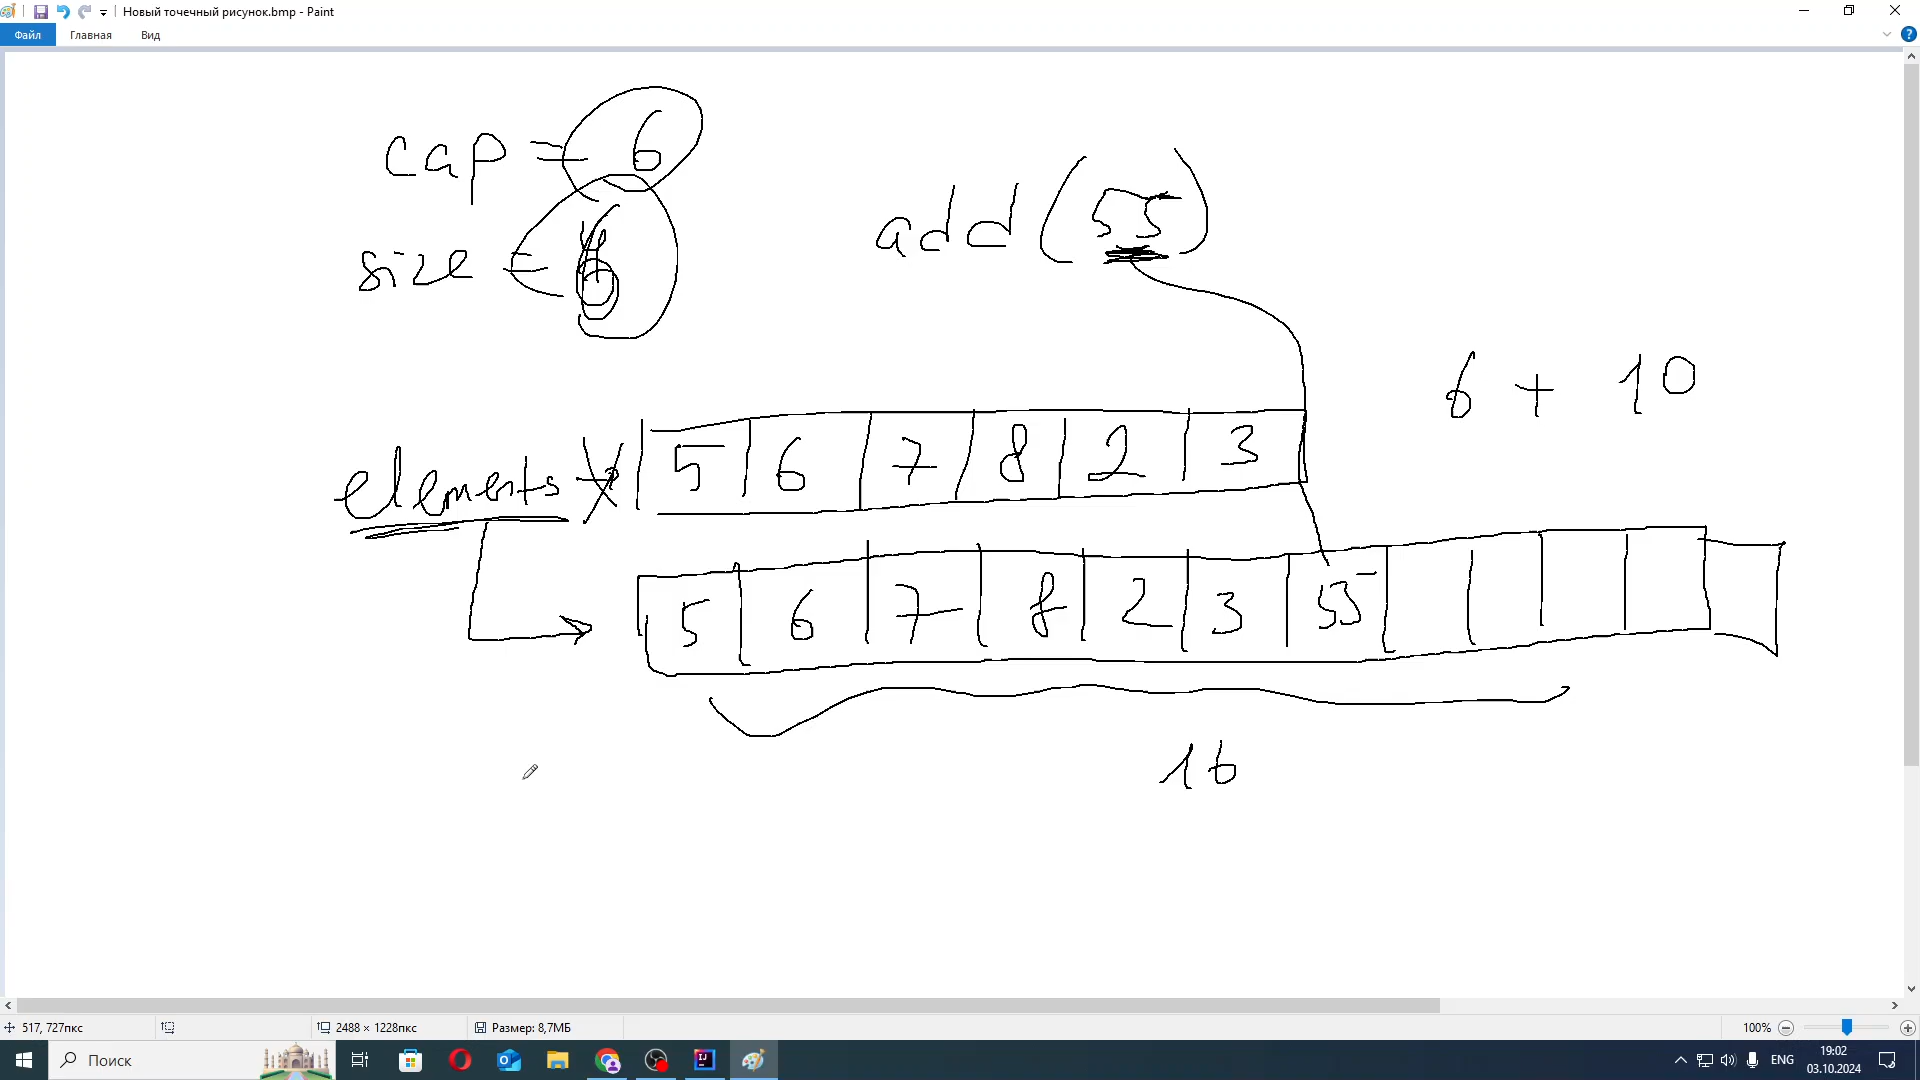 Новый точечный рисунок.bmp - Paint
Файл Главная Вид
cap = 6
size =
add(55)
6 + 10
elements
5 6 7 8 2 3
5 6 7 8 2 3 55
16
517, 727пкс
2488 × 1228пкс
Размер: 8,7МБ
100%
Поиск
ENG
19:02
03.10.2024